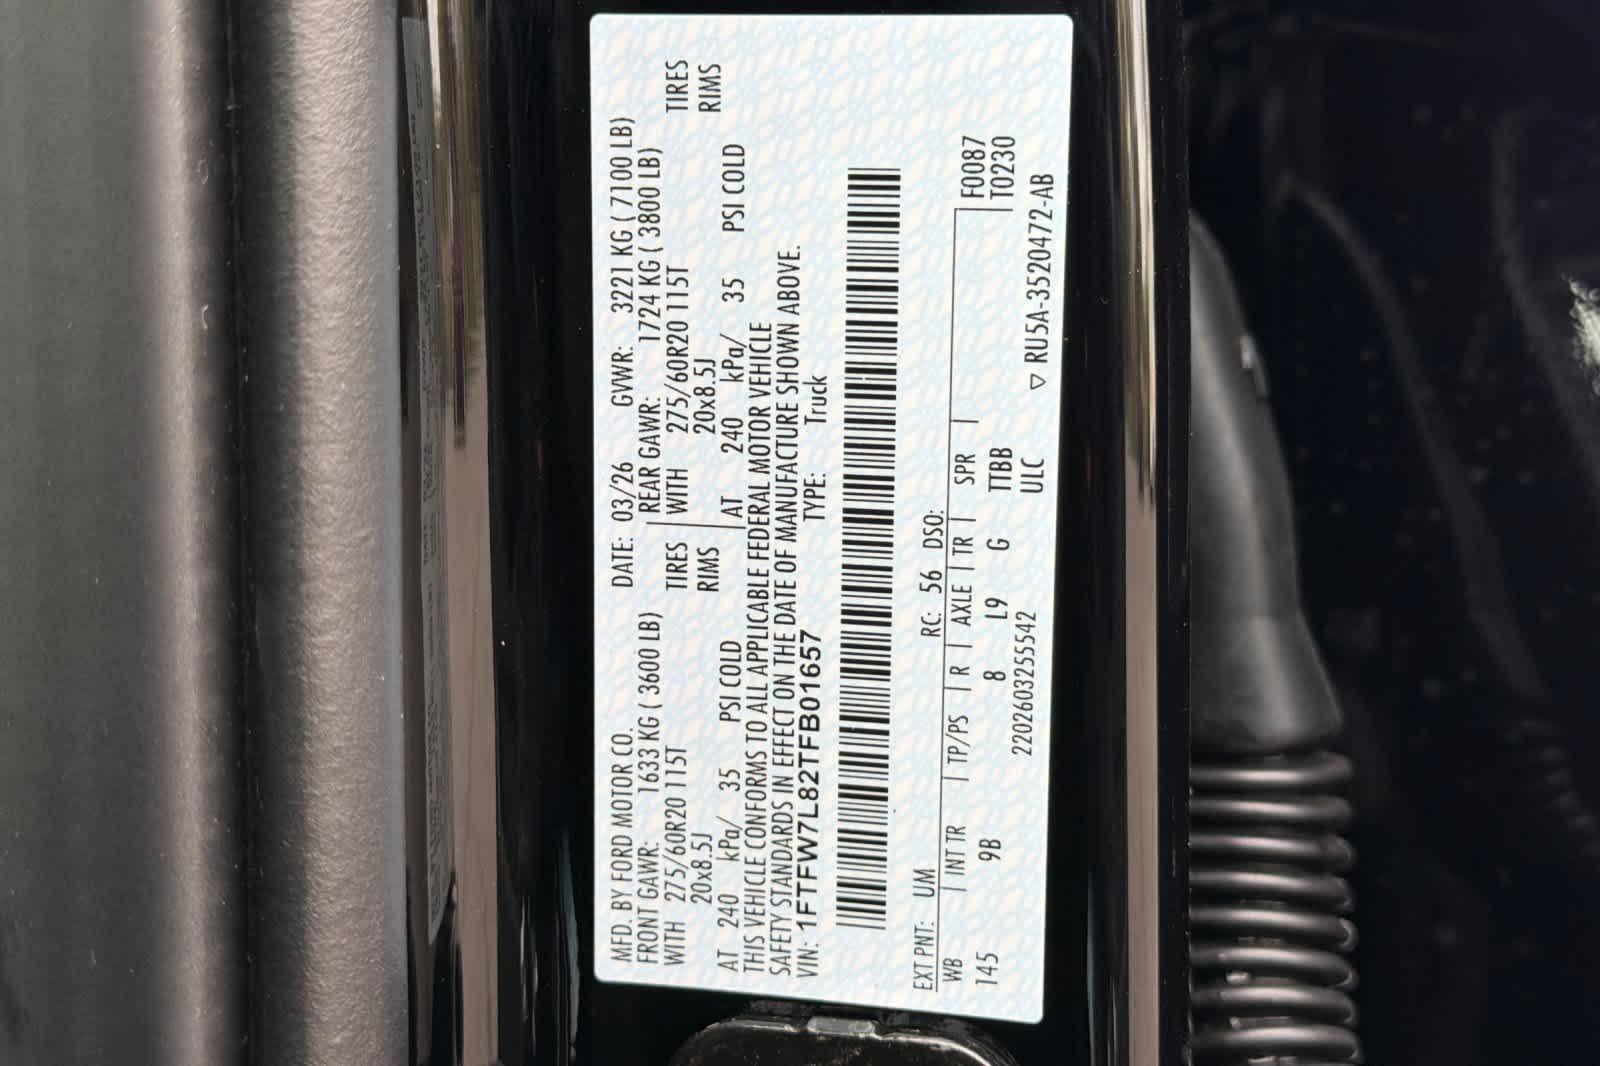 MFD. BY FORD MOTOR CO. DATE: 03/26 GVWR: 3221 KG ( 7100 LB)
FRONT GAWR: 1633 KG ( 3600 LB) REAR GAWR: 1724 KG ( 3800 LB)
WITH 275/60R20 115T TIRES WITH 275/60R20 115T TIRES
20x8.5J RIMS 20x8.5J RIMS
AT 240 kPa/ 35 PSI COLD AT 240 kPa/ 35 PSI COLD
THIS VEHICLE CONFORMS TO ALL APPLICABLE FEDERAL MOTOR VEHICLE
SAFETY STANDARDS IN EFFECT ON THE DATE OF MANUFACTURE SHOWN ABOVE.
VIN: 1FTFW7L82TFB01657 TYPE: Truck
EXT PNT: UM RC: 56 DSO: F0087
WB | INT TR | TP/PS | R | AXLE | TR | SPR | T0230
145 9B 8 L9 G TTBB
22026032555542 ULC ▽ RU5A-3520472-AB